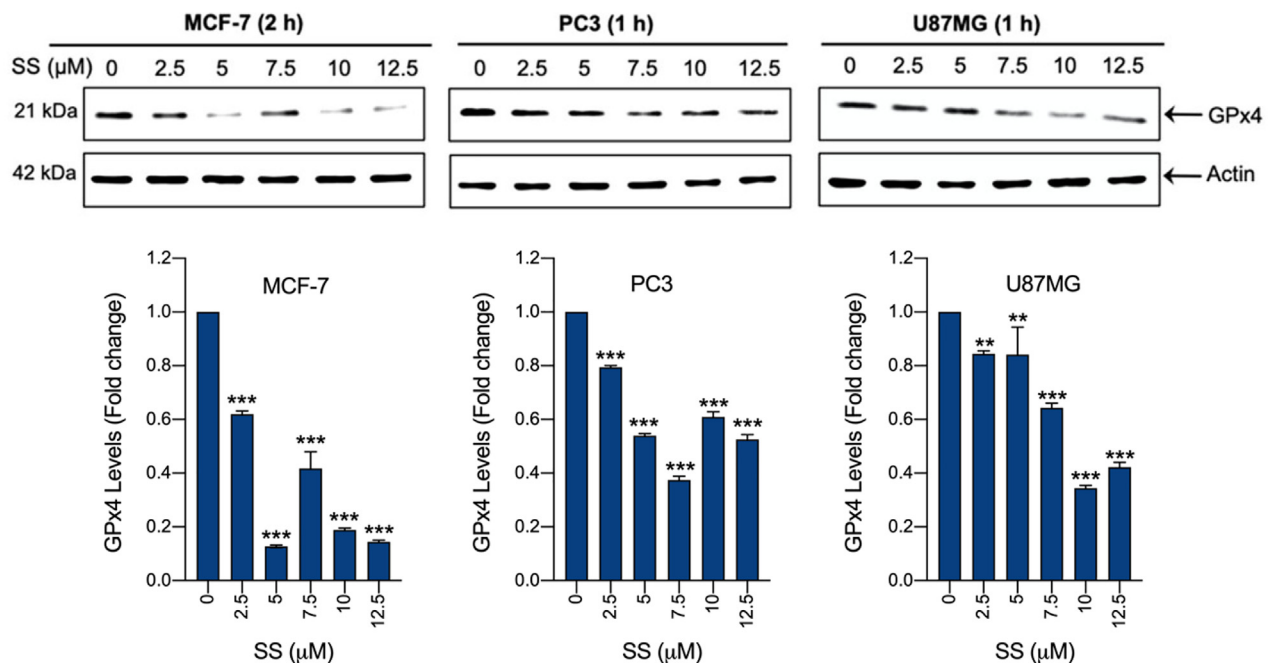 MCF-7 (2 h) PC3 (1 h) U87MG (1 h)
SS (µM) 0 2.5 5 7.5 10 12.5 0 2.5 5 7.5 10 12.5 0 2.5 5 7.5 10 12.5
21 kDa GPx4
42 kDa Actin
MCF-7
GPx4 Levels (Fold change)
1.2
1.0
0.8
0.6
0.4
0.2
0.0
***
***
***
***
***
0 2.5 5 7.5 10 12.5
SS (µM)
PC3
GPx4 Levels (Fold change)
1.2
1.0
0.8
0.6
0.4
0.2
0.0
***
***
***
***
***
0 2.5 5 7.5 10 12.5
SS (µM)
U87MG
GPx4 Levels (Fold change)
1.2
1.0
0.8
0.6
0.4
0.2
0.0
**
**
***
***
***
0 2.5 5 7.5 10 12.5
SS (µM)